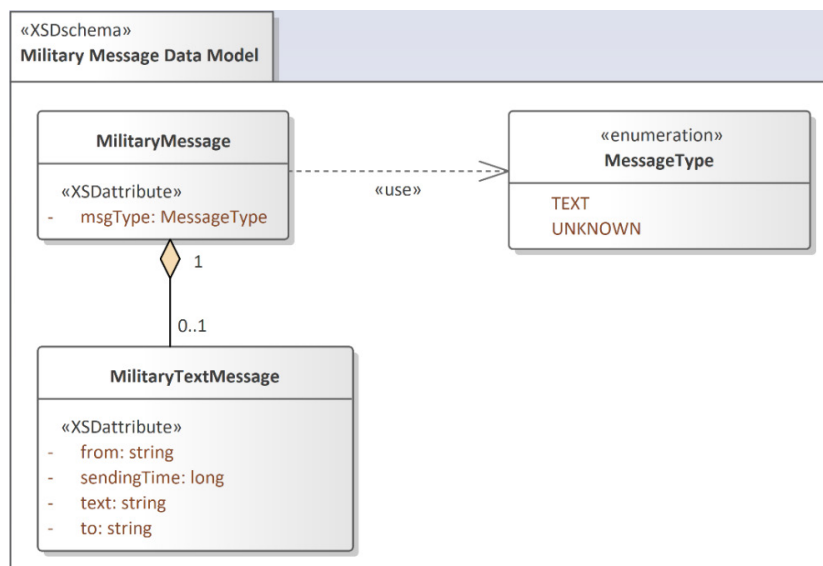 «XSDschema»
Military Message Data Model
MilitaryMessage
«XSDattribute»
- msgType: MessageType
«use»
«enumeration»
MessageType
TEXT
UNKNOWN
1
0..1
MilitaryTextMessage
«XSDattribute»
- from: string
- sendingTime: long
- text: string
- to: string